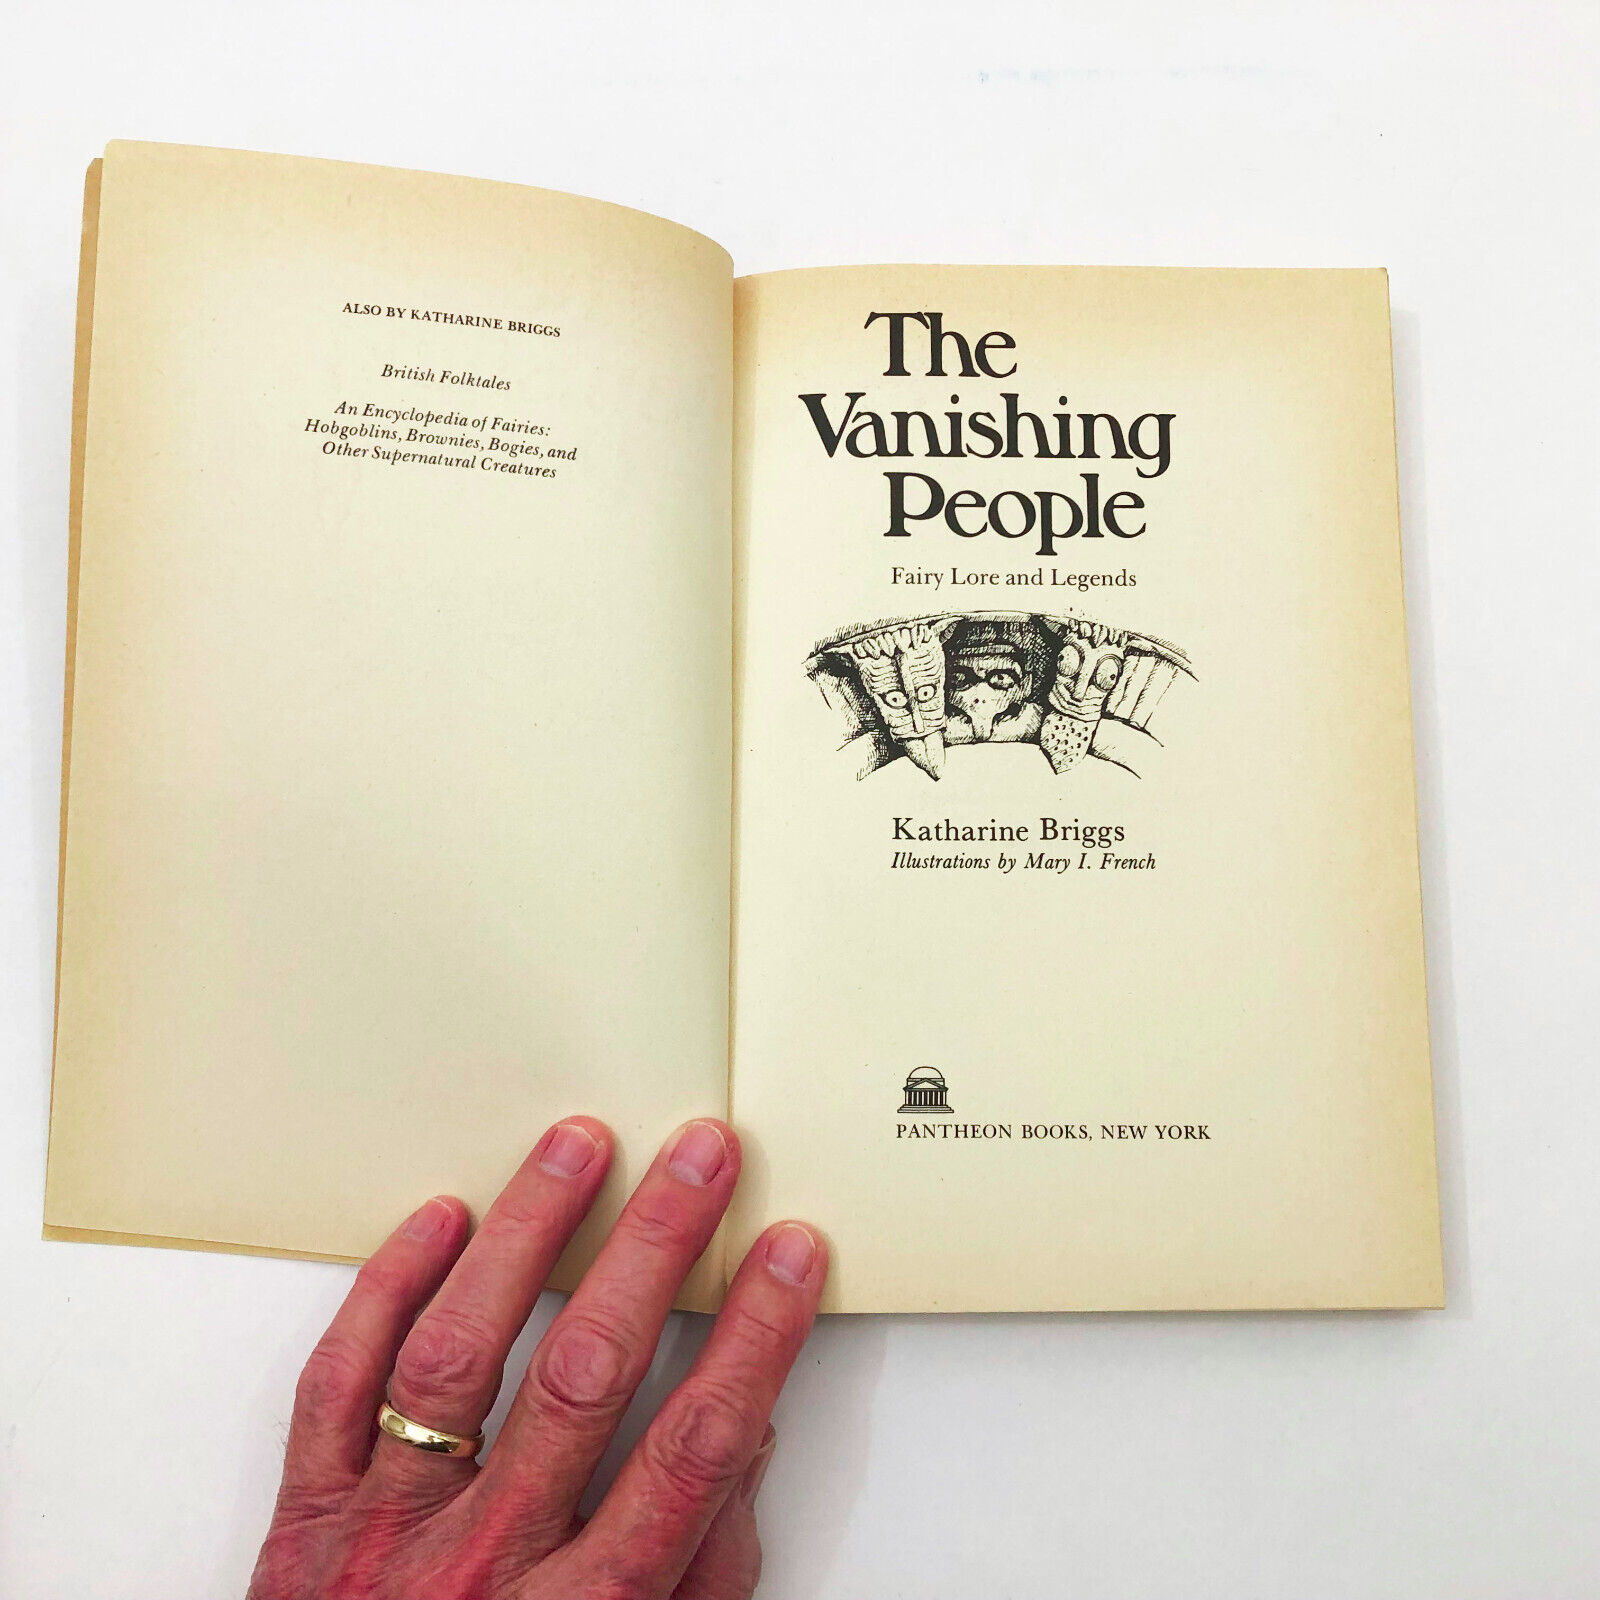 ALSO BY KATHARINE BRIGGS
British Folktales
An Encyclopedia of Fairies:
Hobgoblins, Brownies, Bogies, and
Other Supernatural Creatures
The
Vanishing
People
Fairy Lore and Legends
Katharine Briggs
Illustrations by Mary I. French
PANTHEON BOOKS, NEW YORK